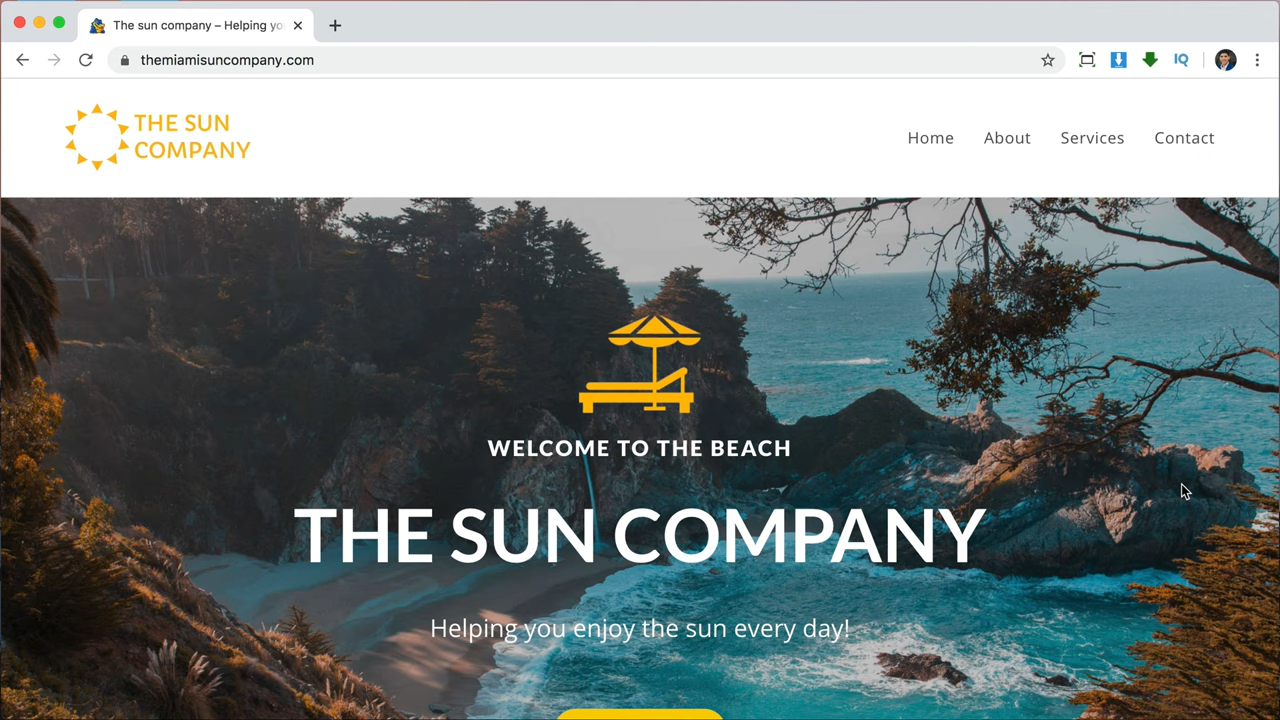 The sun company – Helping yo
themiamisuncompany.com
IQ
THE SUN
COMPANY
Home
About
Services
Contact
WELCOME TO THE BEACH
THE SUN COMPANY
Helping you enjoy the sun every day!